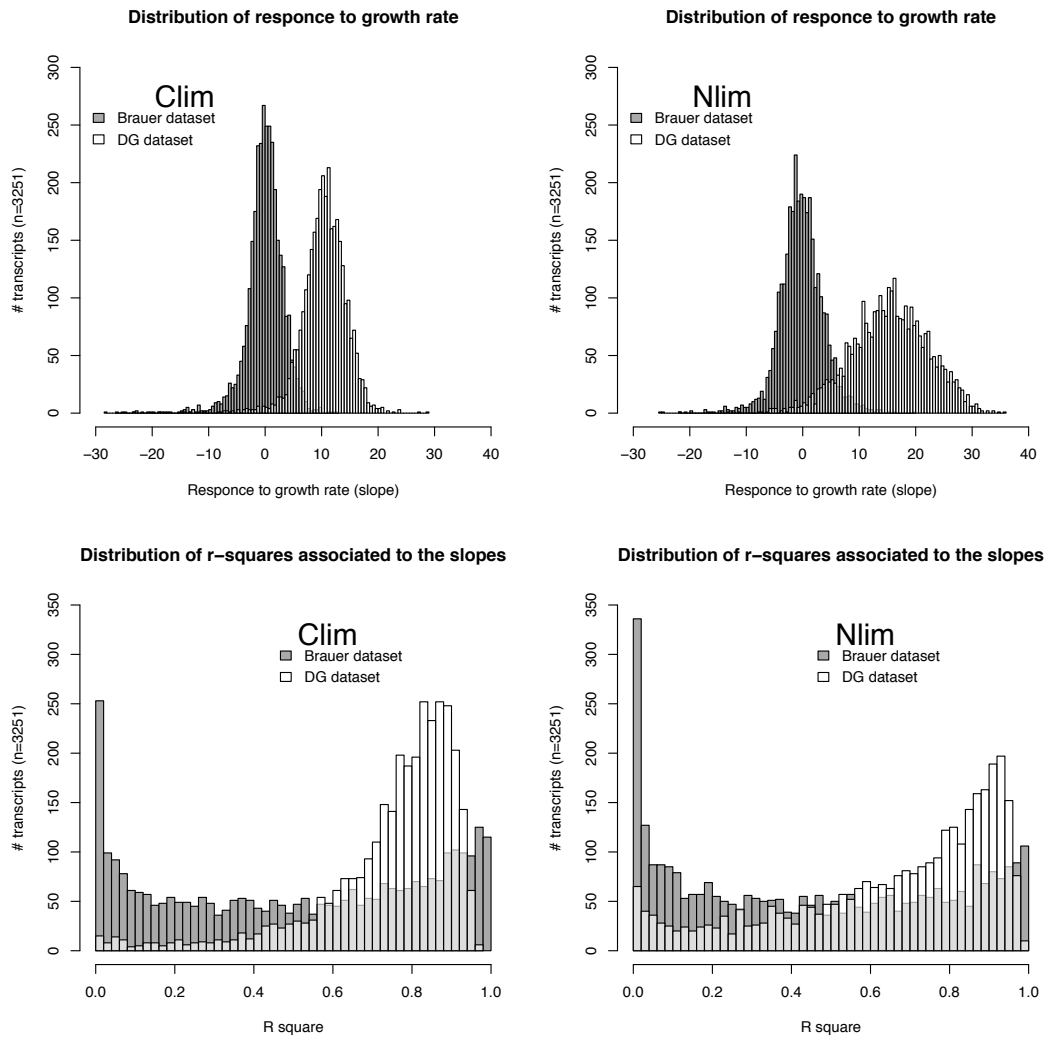 Distribution of responce to growth rate
300
250
200
150
100
50
0
# transcripts (n=3251)
Clim
Brauer dataset
DG dataset
−30 −20 −10 0 10 20 30 40
Responce to growth rate (slope)
Distribution of responce to growth rate
300
250
200
150
100
50
0
# transcripts (n=3251)
Nlim
Brauer dataset
DG dataset
−30 −20 −10 0 10 20 30 40
Responce to growth rate (slope)
Distribution of r−squares associated to the slopes
350
300
250
200
150
100
50
0
# transcripts (n=3251)
Clim
Brauer dataset
DG dataset
0.0 0.2 0.4 0.6 0.8 1.0
R square
Distribution of r−squares associated to the slopes
350
300
250
200
150
100
50
0
# transcripts (n=3251)
Nlim
Brauer dataset
DG dataset
0.0 0.2 0.4 0.6 0.8 1.0
R square